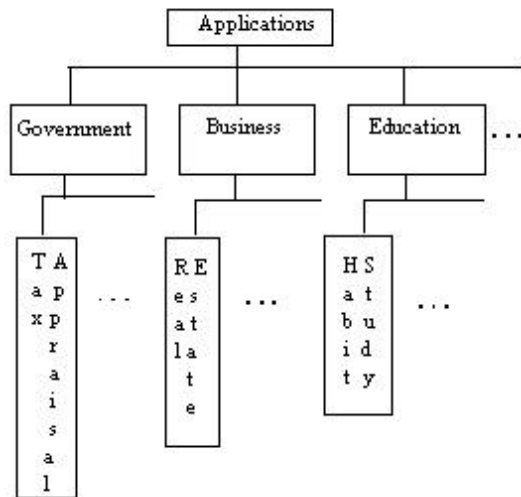 Applications
Government
Business
Education
...
Tax
Appraisal
...
Real
Estate
...
Habit
Study
...